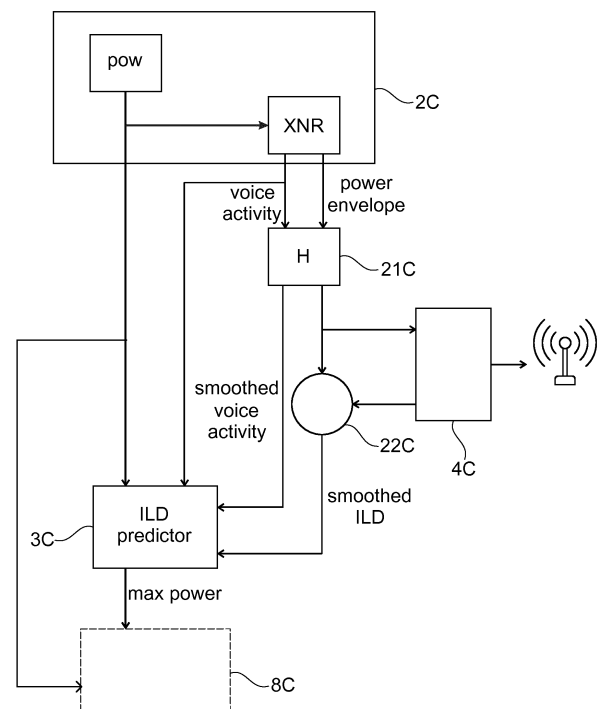 pow
2C
XNR
voice
activity
power
envelope
H
21C
smoothed
voice
activity
22C
4C
smoothed
ILD
ILD
predictor
3C
max power
8C